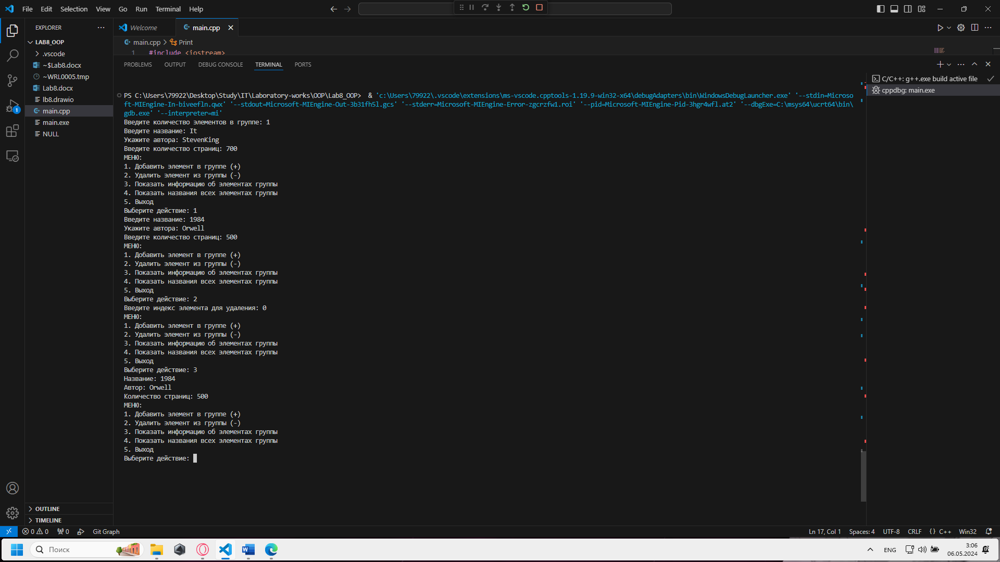 File Edit Selection View Go Run Terminal Help
EXPLORER
LAB8_OOP
.vscode
~$Lab8.docx
~WRL0005.tmp
Lab8.docx
lb8.drawio
main.cpp
main.exe
NULL
OUTLINE
TIMELINE
1
Welcome
main.cpp
main.cpp > Print
1 #include <iostream>
PROBLEMS OUTPUT DEBUG CONSOLE TERMINAL PORTS
PS C:\Users\79922\Desktop\Study\IT\Laboratory-works\OOP\Lab8_OOP> & 'c:\Users\79922\.vscode\extensions\ms-vscode.cpptools-1.19.9-win32-x64\debugAdapters\bin\WindowsDebugLauncher.exe' '--stdin=Microso
ft-MIEngine-In-biveefln.qwx' '--stdout=Microsoft-MIEngine-Out-3b31fh5l.gcs' '--stderr=Microsoft-MIEngine-Error-zgcrzfw1.roi' '--pid=Microsoft-MIEngine-Pid-3hgr4wfl.at2' '--dbgExe=C:\msys64\ucrt64\bin\
gdb.exe' '--interpreter=mi'
Введите количество элементов в группе: 1
Введите название: It
Укажите автора: StevenKing
Введите количество страниц: 700
МЕНЮ:
1. Добавить элемент в группе (+)
2. Удалить элемент из группы (-)
3. Показать информацию об элементах группы
4. Показать названия всех элементах группы
5. Выход
Выберите действие: 1
Введите название: 1984
Укажите автора: Orwell
Введите количество страниц: 500
МЕНЮ:
1. Добавить элемент в группе (+)
2. Удалить элемент из группы (-)
3. Показать информацию об элементах группы
4. Показать названия всех элементах группы
5. Выход
Выберите действие: 2
Введите индекс элемента для удаления: 0
МЕНЮ:
1. Добавить элемент в группе (+)
2. Удалить элемент из группы (-)
3. Показать информацию об элементах группы
4. Показать названия всех элементах группы
5. Выход
Выберите действие: 3
Название: 1984
Автор: Orwell
Количество страниц: 500
МЕНЮ:
1. Добавить элемент в группе (+)
2. Удалить элемент из группы (-)
3. Показать информацию об элементах группы
4. Показать названия всех элементах группы
5. Выход
Выберите действие:
C/C++: g++.exe build active file
cppdbg: main.exe
0 0 0 Git Graph
Ln 17, Col 1 Spaces: 4 UTF-8 CRLF {} C++ Win32
Поиск
ENG
3:06
06.05.2024